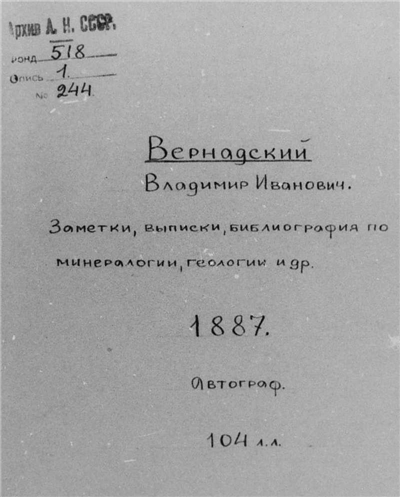 Архив А. Н. СССР.
Фонд 518
Опись 1.
№ 244.
Вернадский
Владимир Иванович.
Заметки, выписки, библиография по
минералогии, геологии и др.
1887.
Автограф.
104 л.л.